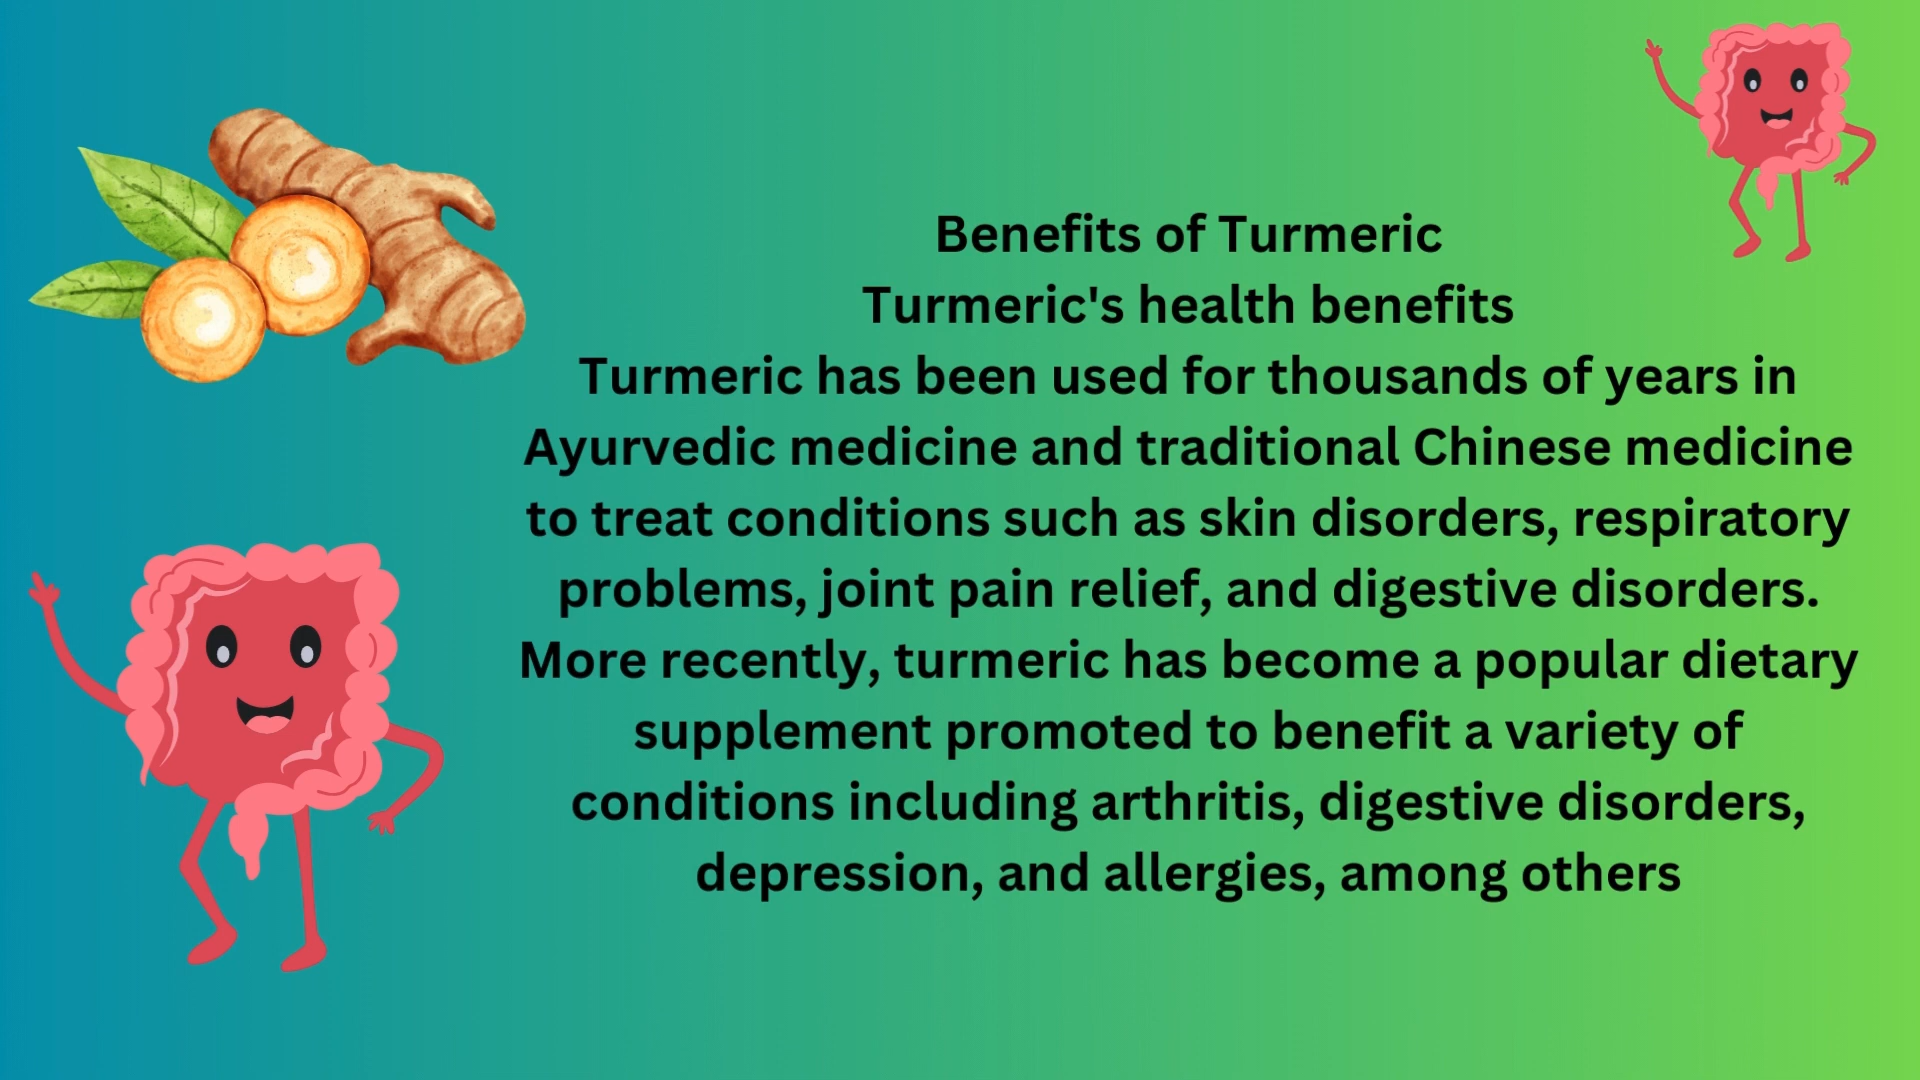 Benefits of Turmeric
Turmeric's health benefits
Turmeric has been used for thousands of years in
Ayurvedic medicine and traditional Chinese medicine
to treat conditions such as skin disorders, respiratory
problems, joint pain relief, and digestive disorders.
More recently, turmeric has become a popular dietary
supplement promoted to benefit a variety of
conditions including arthritis, digestive disorders,
depression, and allergies, among others